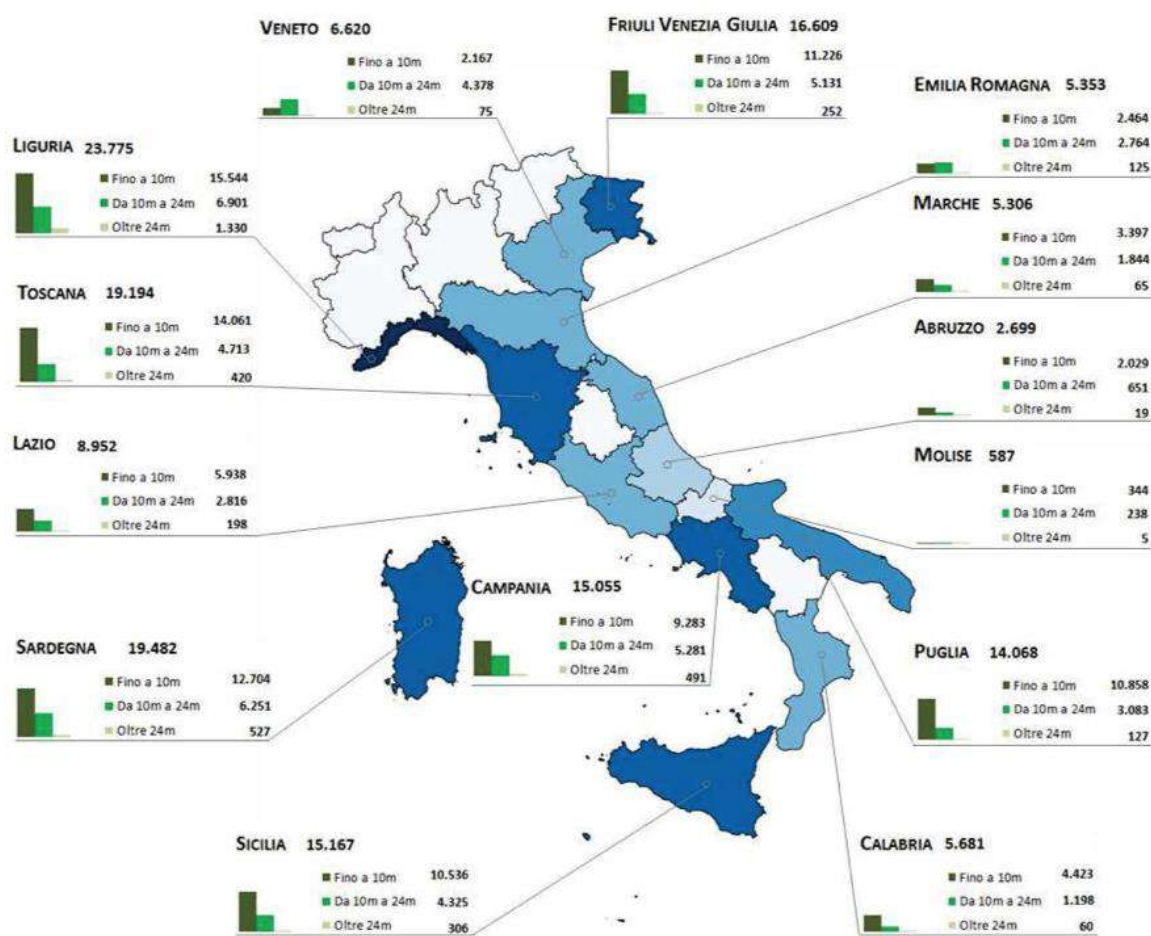 VENETO 6.620
Fino a 10m 2.167
Da 10m a 24m 4.378
Oltre 24m 75
FRIULI VENEZIA GIULIA 16.609
Fino a 10m 11.226
Da 10m a 24m 5.131
Oltre 24m 252
EMILIA ROMAGNA 5.353
Fino a 10m 2.464
Da 10m a 24m 2.764
Oltre 24m 125
LIGURIA 23.775
Fino a 10m 15.544
Da 10m a 24m 6.901
Oltre 24m 1.330
MARCHE 5.306
Fino a 10m 3.397
Da 10m a 24m 1.844
Oltre 24m 65
TOSCANA 19.194
Fino a 10m 14.061
Da 10m a 24m 4.713
Oltre 24m 420
ABRUZZO 2.699
Fino a 10m 2.029
Da 10m a 24m 651
Oltre 24m 19
LAZIO 8.952
Fino a 10m 5.938
Da 10m a 24m 2.816
Oltre 24m 198
MOLISE 587
Fino a 10m 344
Da 10m a 24m 238
Oltre 24m 5
CAMPANIA 15.055
Fino a 10m 9.283
Da 10m a 24m 5.281
Oltre 24m 491
SARDEGNA 19.482
Fino a 10m 12.704
Da 10m a 24m 6.251
Oltre 24m 527
PUGLIA 14.068
Fino a 10m 10.858
Da 10m a 24m 3.083
Oltre 24m 127
SICILIA 15.167
Fino a 10m 10.536
Da 10m a 24m 4.325
Oltre 24m 306
CALABRIA 5.681
Fino a 10m 4.423
Da 10m a 24m 1.198
Oltre 24m 60